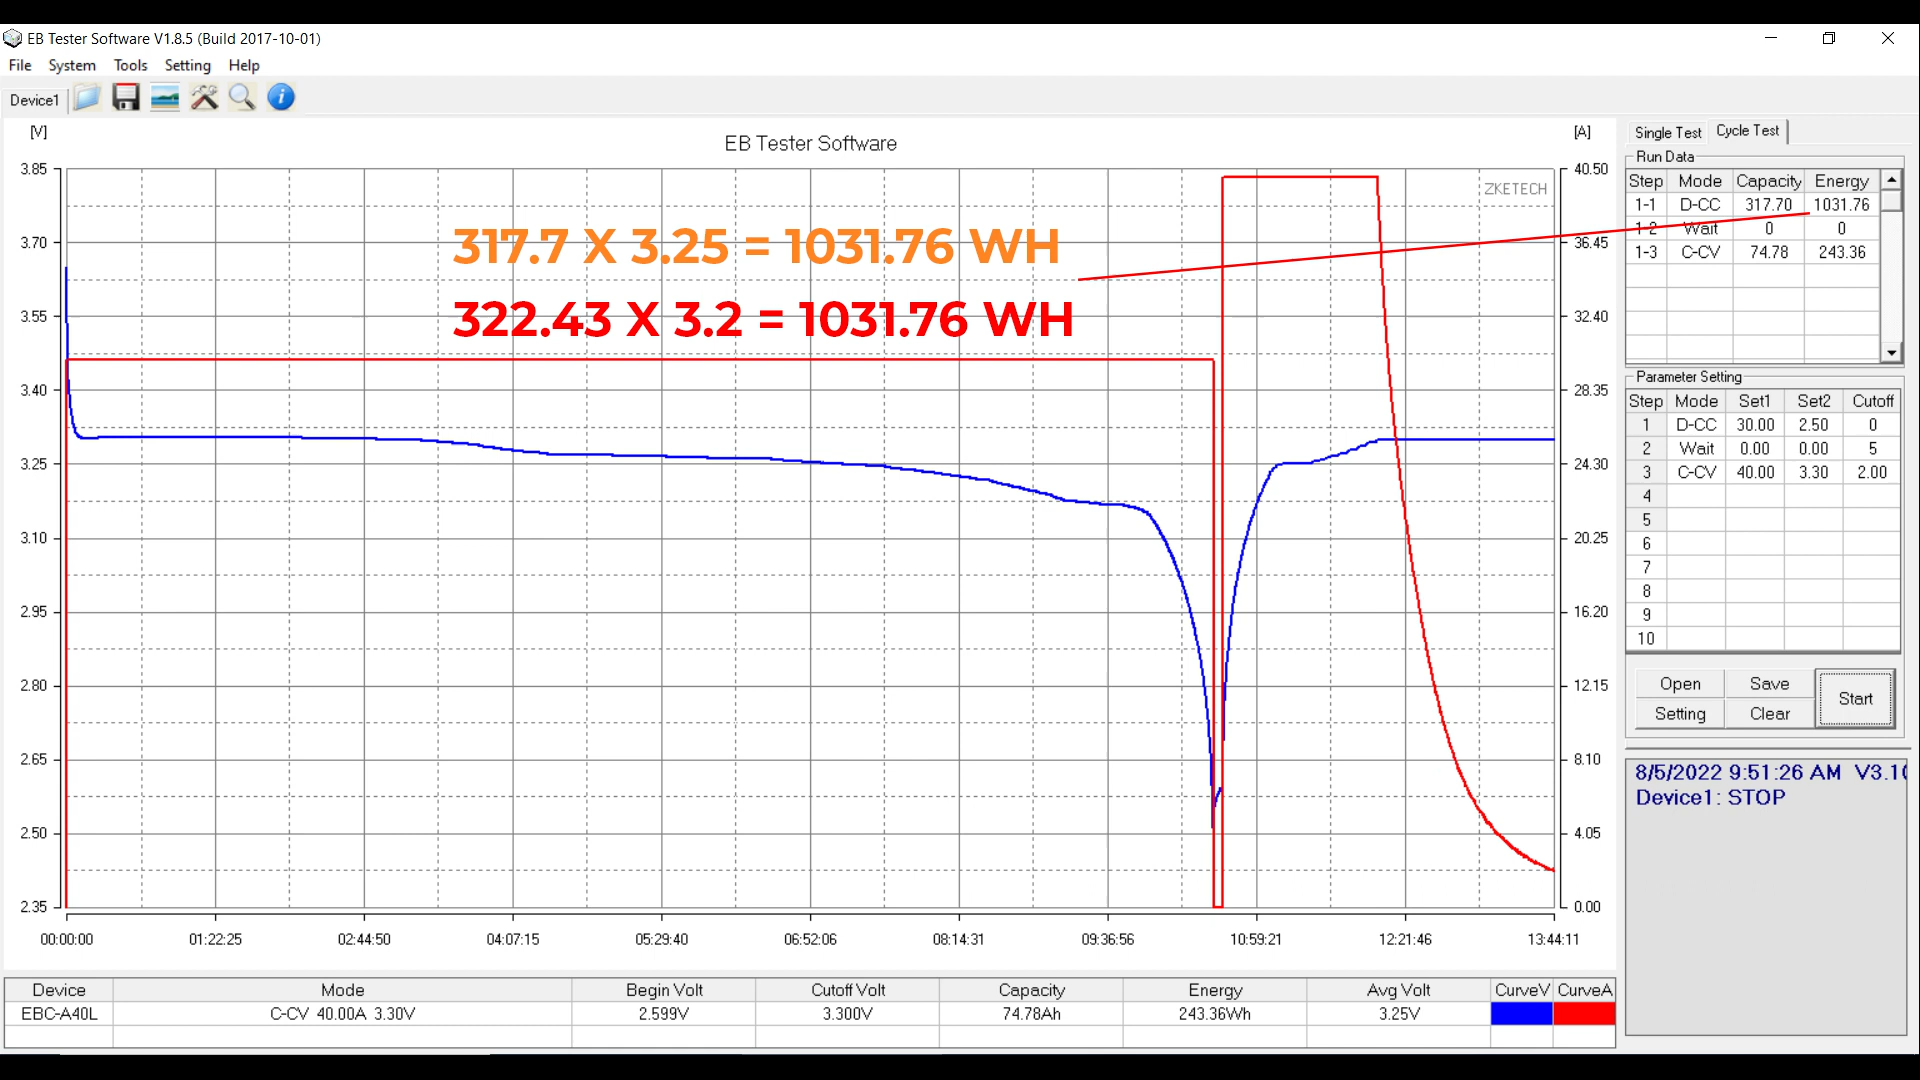 EB Tester Software V1.8.5 (Build 2017-10-01)
File System Tools Setting Help
Device1
[V]
EB Tester Software
[A]
ZKETECH
317.7 X 3.25 = 1031.76 WH
322.43 X 3.2 = 1031.76 WH
3.85
3.70
3.55
3.40
3.25
3.10
2.95
2.80
2.65
2.50
2.35
40.50
36.45
32.40
28.35
24.30
20.25
16.20
12.15
8.10
4.05
0.00
00:00:00 01:22:25 02:44:50 04:07:15 05:29:40 06:52:06 08:14:31 09:36:56 10:59:21 12:21:46 13:44:11
Single Test Cycle Test
Run Data
Step Mode Capacity Energy
1-1 D-CC 317.70 1031.76
1-2 Wait 0 0
1-3 C-CV 74.78 243.36
Parameter Setting
Step Mode Set1 Set2 Cutoff
1 D-CC 30.00 2.50 0
2 Wait 0.00 0.00 5
3 C-CV 40.00 3.30 2.00
4
5
6
7
8
9
10
Open Save Start
Setting Clear
8/5/2022 9:51:26 AM V3.10
Device1: STOP
Device Mode Begin Volt Cutoff Volt Capacity Energy Avg Volt CurveV CurveA
EBC-A40L C-CV 40.00A 3.30V 2.599V 3.300V 74.78Ah 243.36Wh 3.25V